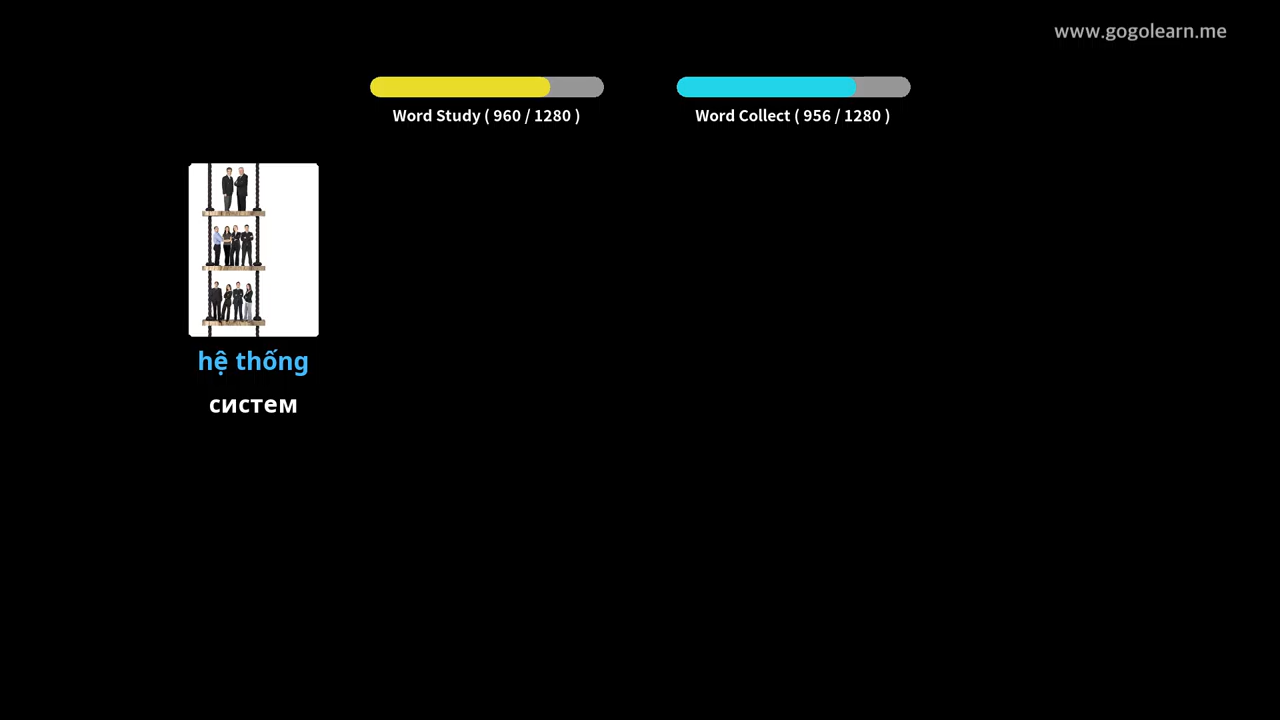 www.gogolearn.me
Word Study ( 960 / 1280 )
Word Collect ( 956 / 1280 )
hệ thống
систем